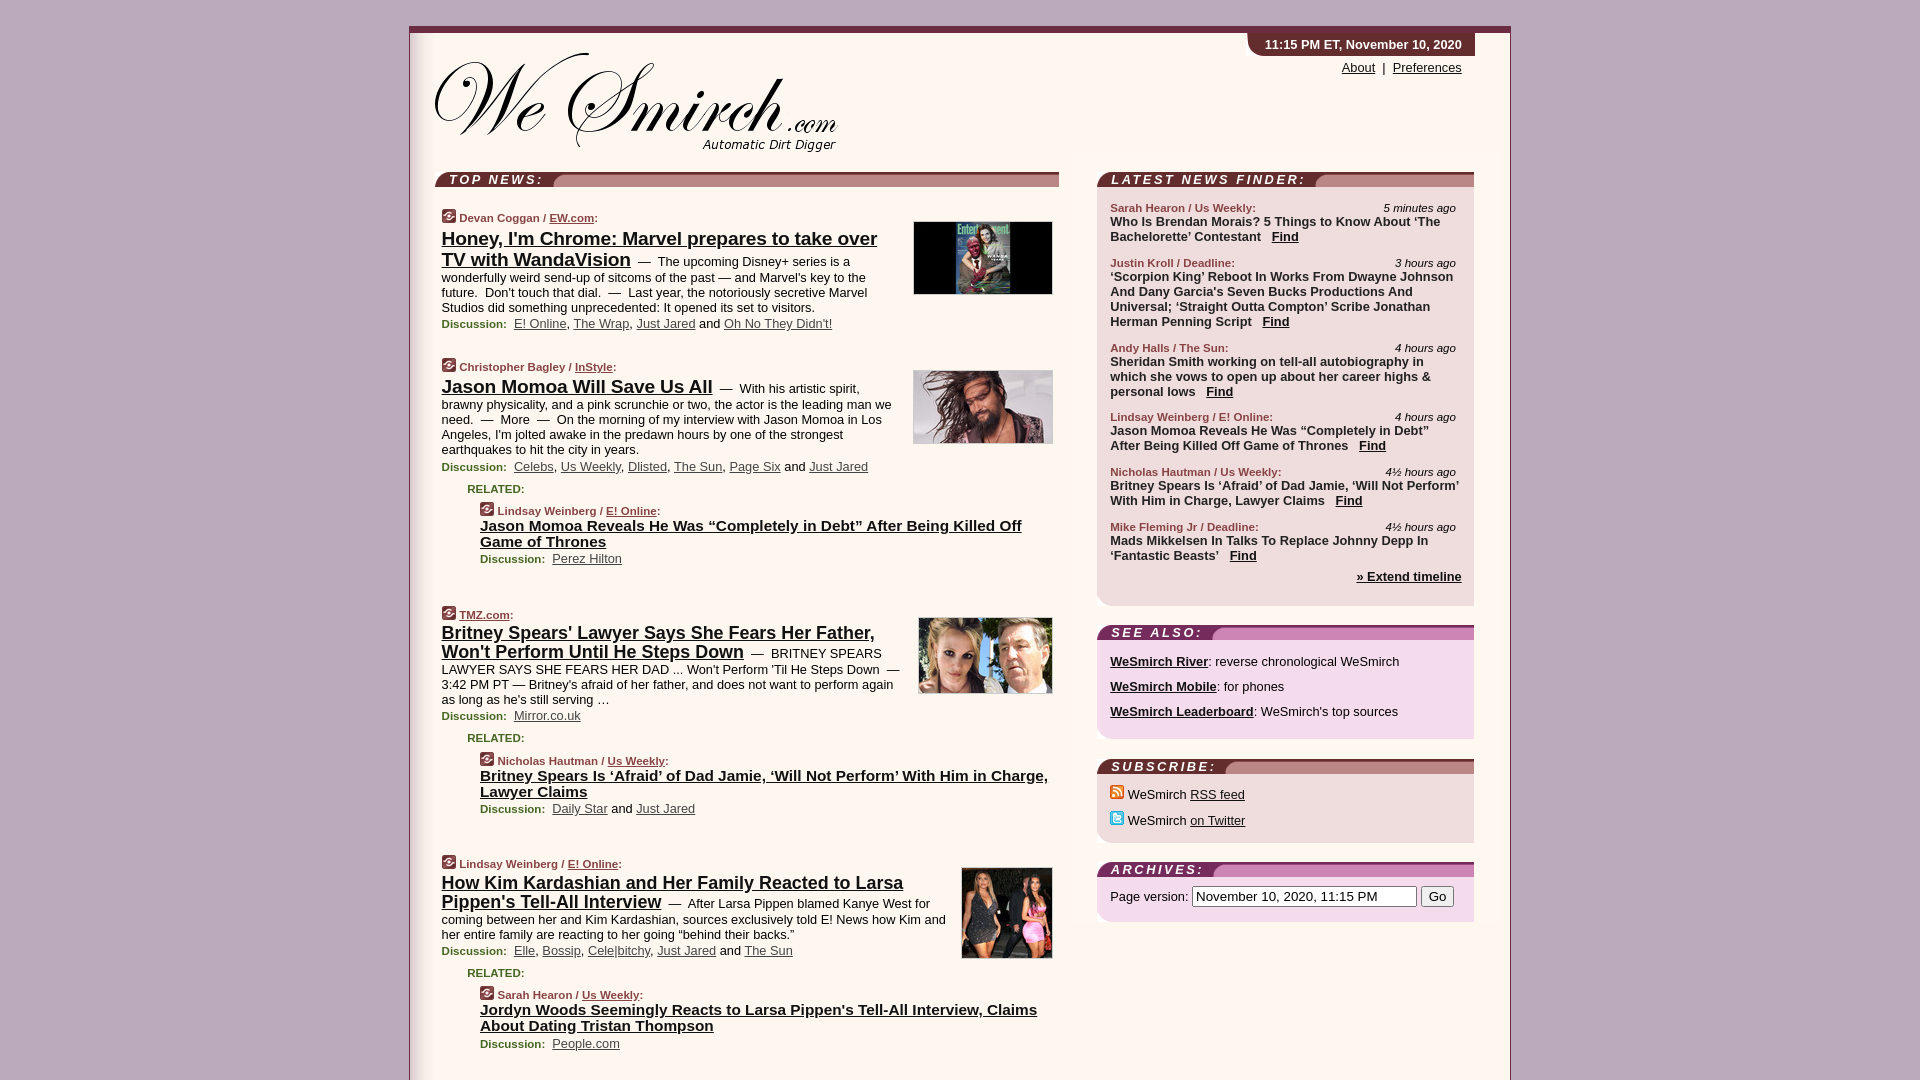 11:15 PM ET, November 10, 2020
About | Preferences
We Smirch .com
Automatic Dirt Digger
TOP NEWS:
Devan Coggan / EW.com:
Honey, I'm Chrome: Marvel prepares to take over
TV with WandaVision — The upcoming Disney+ series is a
wonderfully weird send-up of sitcoms of the past — and Marvel's key to the
future. Don't touch that dial. — Last year, the notoriously secretive Marvel
Studios did something unprecedented: It opened its set to visitors.
Discussion: E! Online, The Wrap, Just Jared and Oh No They Didn't!
Christopher Bagley / InStyle:
Jason Momoa Will Save Us All — With his artistic spirit,
brawny physicality, and a pink scrunchie or two, the actor is the leading man we
need. — More — On the morning of my interview with Jason Momoa in Los
Angeles, I'm jolted awake in the predawn hours by one of the strongest
earthquakes to hit the city in years.
Discussion: Celebs, Us Weekly, Dlisted, The Sun, Page Six and Just Jared
RELATED:
Lindsay Weinberg / E! Online:
Jason Momoa Reveals He Was “Completely in Debt” After Being Killed Off
Game of Thrones
Discussion: Perez Hilton
TMZ.com:
Britney Spears' Lawyer Says She Fears Her Father,
Won't Perform Until He Steps Down — BRITNEY SPEARS
LAWYER SAYS SHE FEARS HER DAD ... Won't Perform 'Til He Steps Down —
3:42 PM PT — Britney's afraid of her father, and does not want to perform again
as long as he's still serving …
Discussion: Mirror.co.uk
RELATED:
Nicholas Hautman / Us Weekly:
Britney Spears Is ‘Afraid’ of Dad Jamie, ‘Will Not Perform’ With Him in Charge,
Lawyer Claims
Discussion: Daily Star and Just Jared
Lindsay Weinberg / E! Online:
How Kim Kardashian and Her Family Reacted to Larsa
Pippen's Tell-All Interview — After Larsa Pippen blamed Kanye West for
coming between her and Kim Kardashian, sources exclusively told E! News how Kim and
her entire family are reacting to her going “behind their backs.”
Discussion: Elle, Bossip, Cele|bitchy, Just Jared and The Sun
RELATED:
Sarah Hearon / Us Weekly:
Jordyn Woods Seemingly Reacts to Larsa Pippen's Tell-All Interview, Claims
About Dating Tristan Thompson
Discussion: People.com
LATEST NEWS FINDER:
Sarah Hearon / Us Weekly: 5 minutes ago
Who Is Brendan Morais? 5 Things to Know About ‘The
Bachelorette’ Contestant Find
Justin Kroll / Deadline: 3 hours ago
‘Scorpion King’ Reboot In Works From Dwayne Johnson
And Dany Garcia's Seven Bucks Productions And
Universal; ‘Straight Outta Compton’ Scribe Jonathan
Herman Penning Script Find
Andy Halls / The Sun: 4 hours ago
Sheridan Smith working on tell-all autobiography in
which she vows to open up about her career highs &
personal lows Find
Lindsay Weinberg / E! Online: 4 hours ago
Jason Momoa Reveals He Was “Completely in Debt”
After Being Killed Off Game of Thrones Find
Nicholas Hautman / Us Weekly: 4½ hours ago
Britney Spears Is ‘Afraid’ of Dad Jamie, ‘Will Not Perform’
With Him in Charge, Lawyer Claims Find
Mike Fleming Jr / Deadline: 4½ hours ago
Mads Mikkelsen In Talks To Replace Johnny Depp In
‘Fantastic Beasts’ Find
» Extend timeline
SEE ALSO:
WeSmirch River: reverse chronological WeSmirch
WeSmirch Mobile: for phones
WeSmirch Leaderboard: WeSmirch's top sources
SUBSCRIBE:
WeSmirch RSS feed
WeSmirch on Twitter
ARCHIVES:
Page version: November 10, 2020, 11:15 PM Go